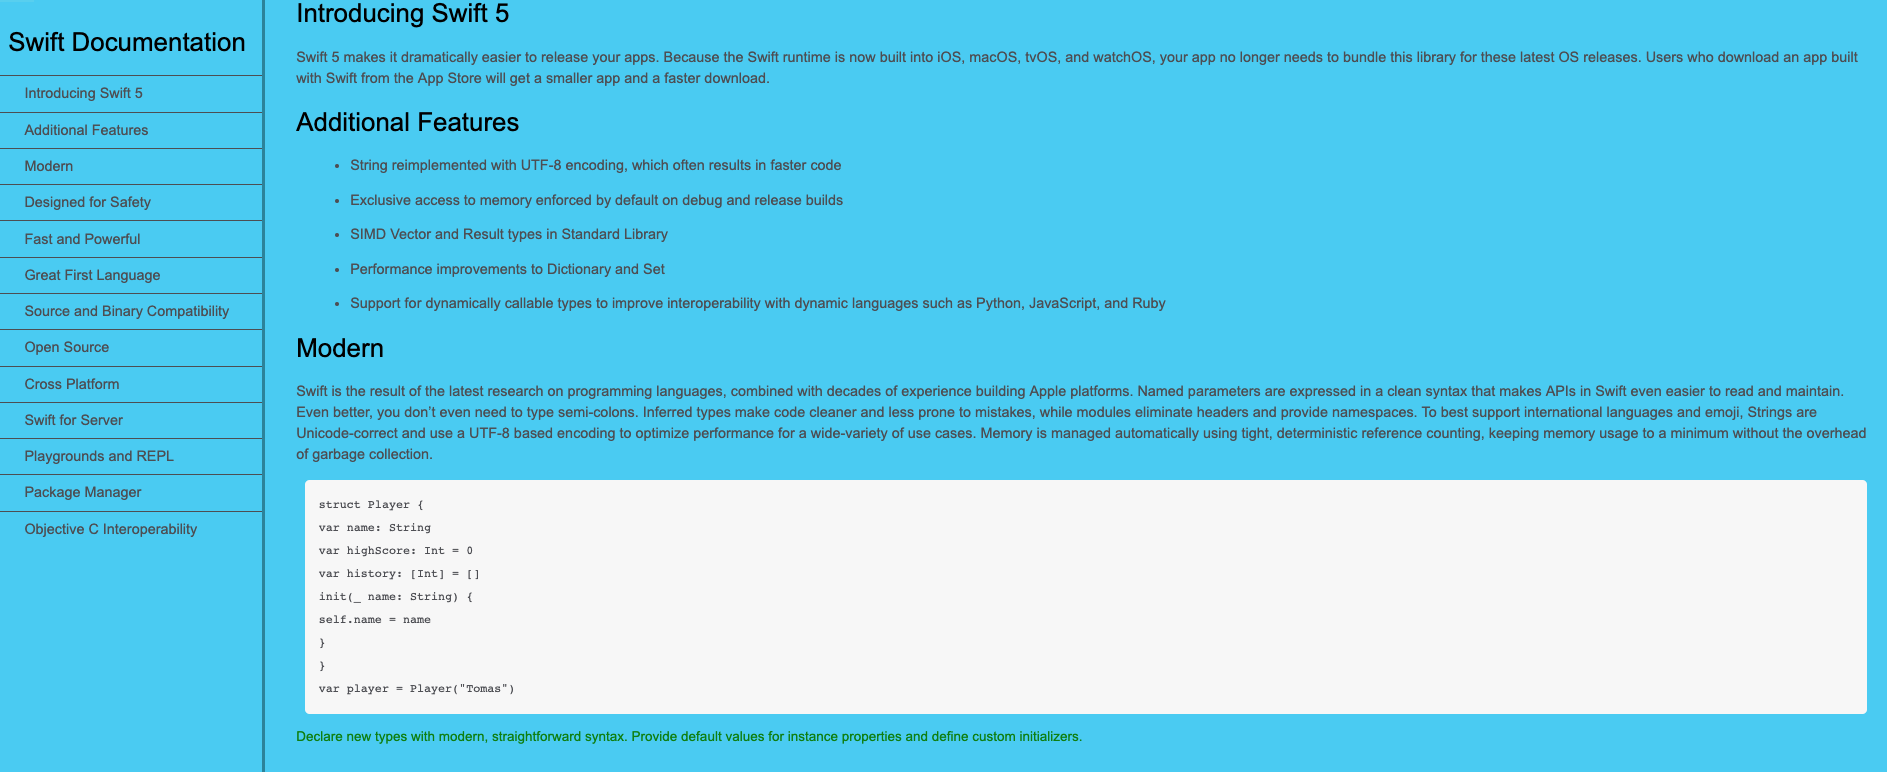 Swift Documentation
Introducing Swift 5
Additional Features
Modern
Designed for Safety
Fast and Powerful
Great First Language
Source and Binary Compatibility
Open Source
Cross Platform
Swift for Server
Playgrounds and REPL
Package Manager
Objective C Interoperability
Introducing Swift 5
Swift 5 makes it dramatically easier to release your apps. Because the Swift runtime is now built into iOS, macOS, tvOS, and watchOS, your app no longer needs to bundle this library for these latest OS releases. Users who download an app built
with Swift from the App Store will get a smaller app and a faster download.
Additional Features
• String reimplemented with UTF-8 encoding, which often results in faster code
• Exclusive access to memory enforced by default on debug and release builds
• SIMD Vector and Result types in Standard Library
• Performance improvements to Dictionary and Set
• Support for dynamically callable types to improve interoperability with dynamic languages such as Python, JavaScript, and Ruby
Modern
Swift is the result of the latest research on programming languages, combined with decades of experience building Apple platforms. Named parameters are expressed in a clean syntax that makes APIs in Swift even easier to read and maintain.
Even better, you don’t even need to type semi-colons. Inferred types make code cleaner and less prone to mistakes, while modules eliminate headers and provide namespaces. To best support international languages and emoji, Strings are
Unicode-correct and use a UTF-8 based encoding to optimize performance for a wide-variety of use cases. Memory is managed automatically using tight, deterministic reference counting, keeping memory usage to a minimum without the overhead
of garbage collection.
struct Player {
var name: String
var highScore: Int = 0
var history: [Int] = []
init(_ name: String) {
self.name = name
}
}
var player = Player("Tomas")
Declare new types with modern, straightforward syntax. Provide default values for instance properties and define custom initializers.